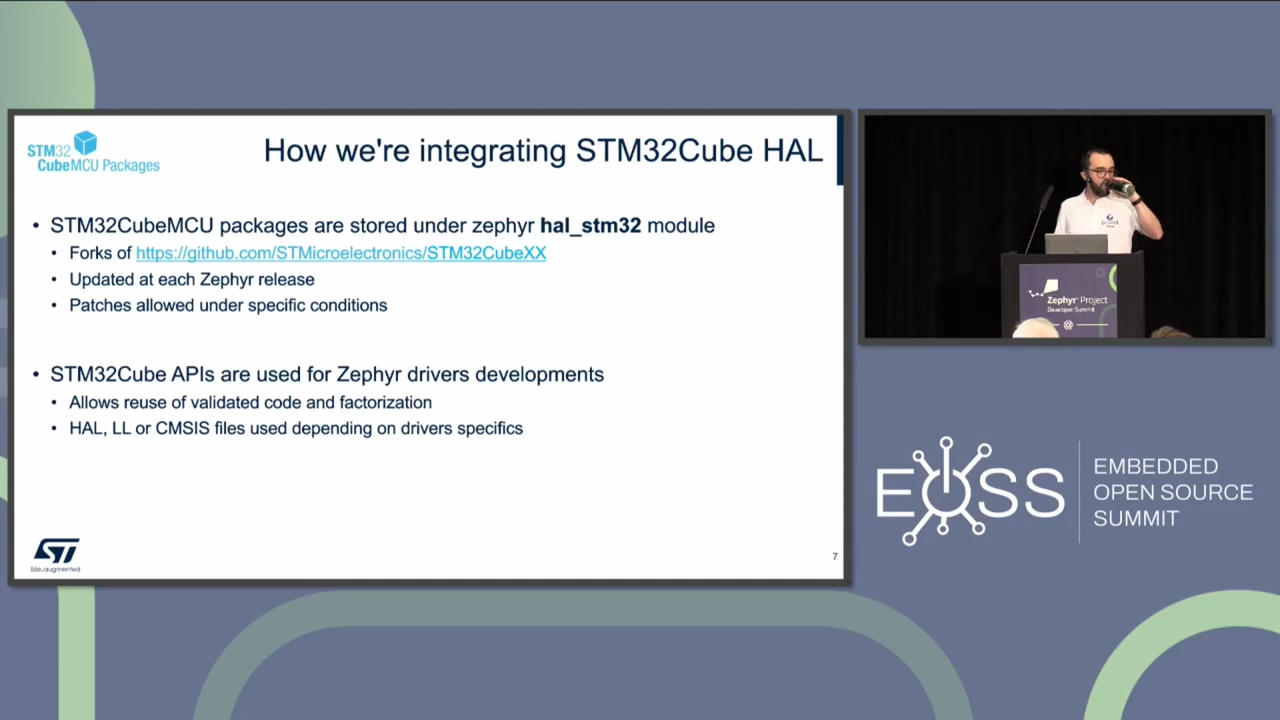 STM32
CubeMCU Packages
How we're integrating STM32Cube HAL
• STM32CubeMCU packages are stored under zephyr hal_stm32 module
• Forks of https://github.com/STMicroelectronics/STM32CubeXX
• Updated at each Zephyr release
• Patches allowed under specific conditions
• STM32Cube APIs are used for Zephyr drivers developments
• Allows reuse of validated code and factorization
• HAL, LL or CMSIS files used depending on drivers specifics
ST
life.augmented
7
Zephyr® Project
Developer Summit
@
EOSS
EMBEDDED
OPEN SOURCE
SUMMIT